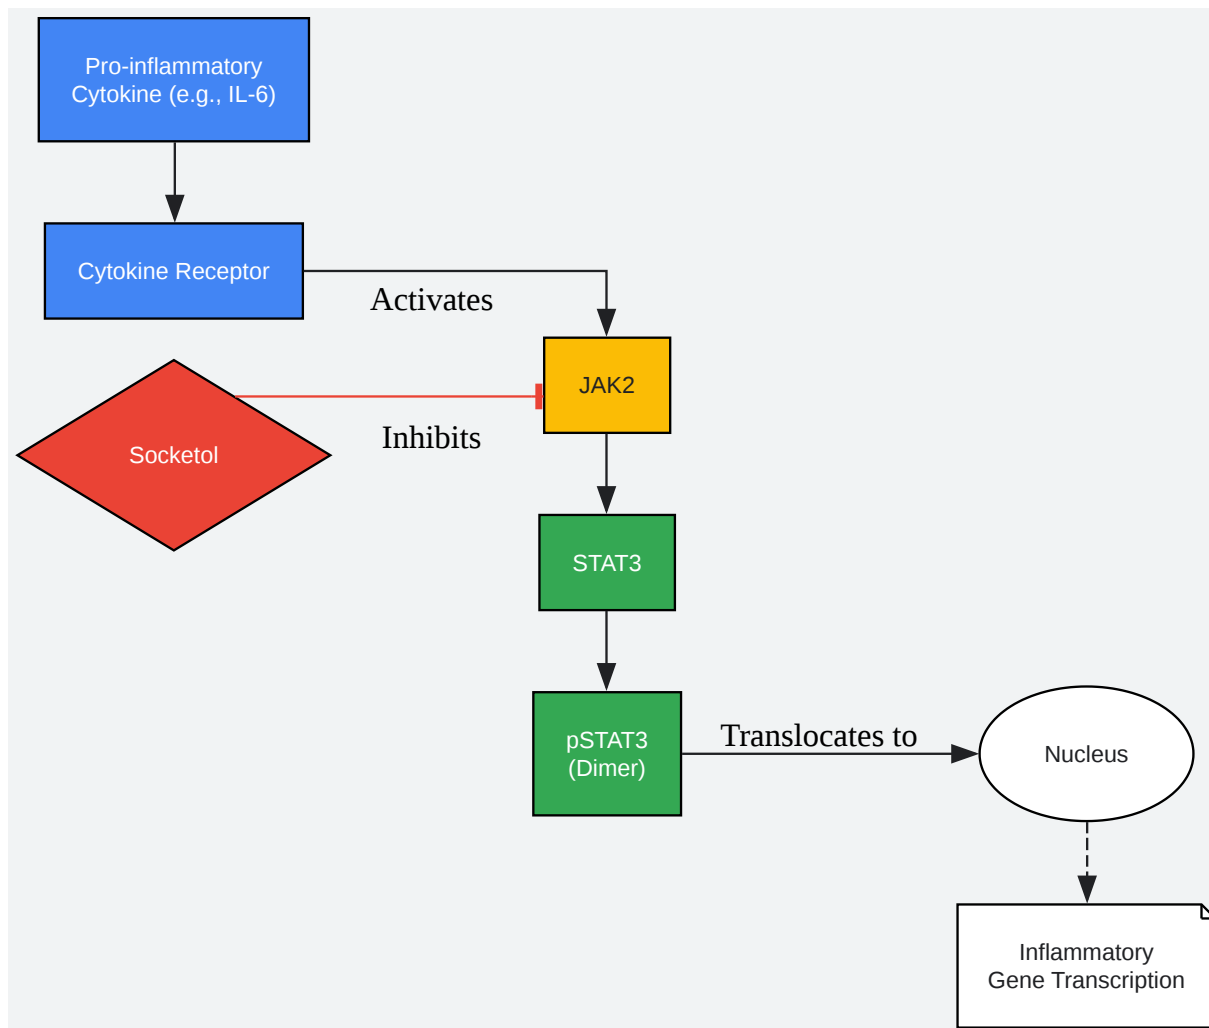 Pro-inflammatory
Cytokine (e.g., IL-6)
Cytokine Receptor
Activates
JAK2
Inhibits
Socketol
STAT3
pSTAT3
(Dimer)
Translocates to
Nucleus
Inflammatory
Gene Transcription